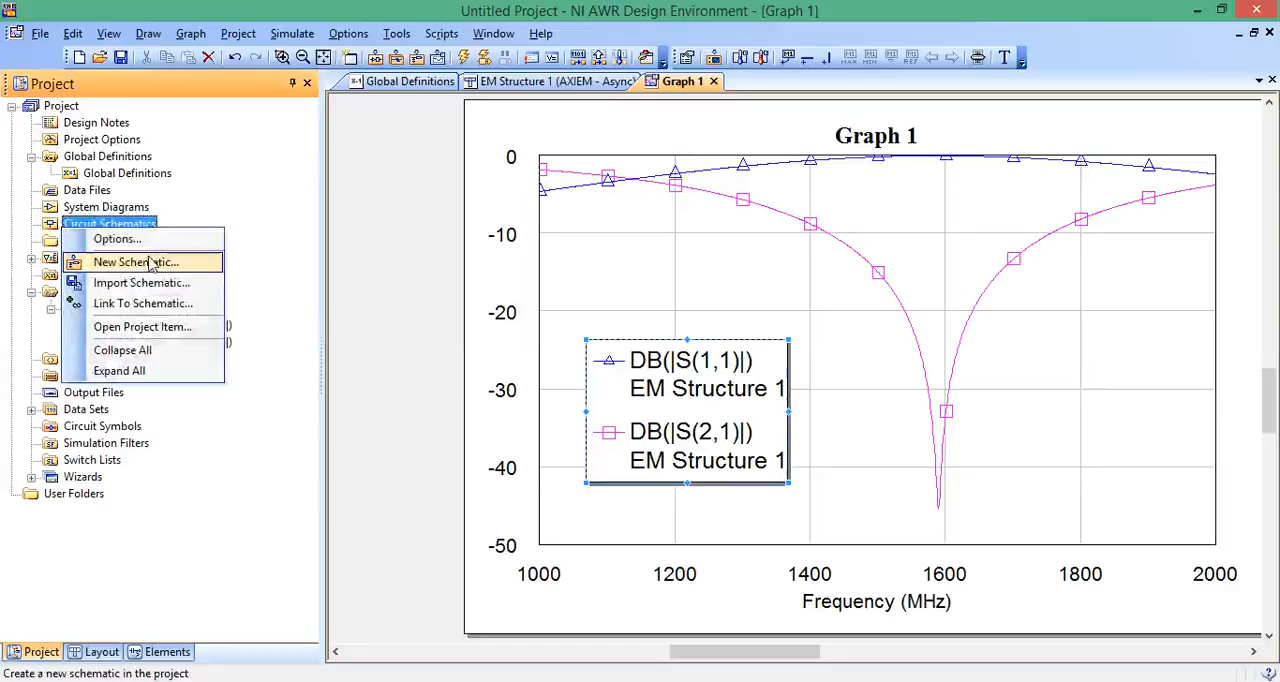 Untitled Project - NI AWR Design Environment - [Graph 1]
File Edit View Draw Graph Project Simulate Options Tools Scripts Window Help
Project
Global Definitions
EM Structure 1 (AXIEM - Async
Graph 1
Project
Design Notes
Project Options
Global Definitions
Global Definitions
Data Files
System Diagrams
Circuit Schematics
Options...
New Schematic...
Import Schematic...
Link To Schematic...
Open Project Item...
Collapse All
Expand All
Output Files
Data Sets
Circuit Symbols
Simulation Filters
Switch Lists
Wizards
User Folders
Graph 1
0
-10
-20
-30
-40
-50
DB(|S(1,1)|)
EM Structure 1
DB(|S(2,1)|)
EM Structure 1
1000 1200 1400 1600 1800 2000
Frequency (MHz)
Project Layout Elements
Create a new schematic in the project